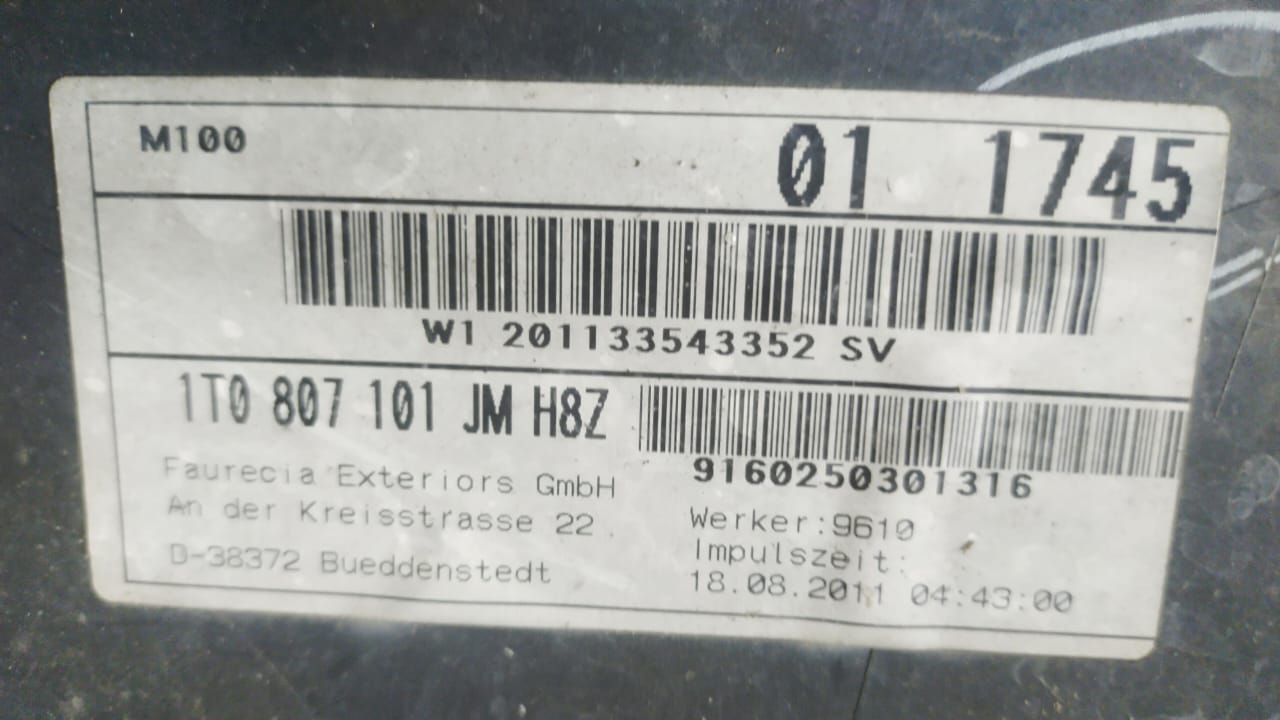 M100 01 1745
W1 201133543352 SV
1T0 807 101 JM H8Z
9160250301316
Faurecia Exteriors GmbH
An der Kreisstrasse 22
D-38372 Bueddenstedt
Werker:9610
Impulszeit:
18.08.2011 04:43:00